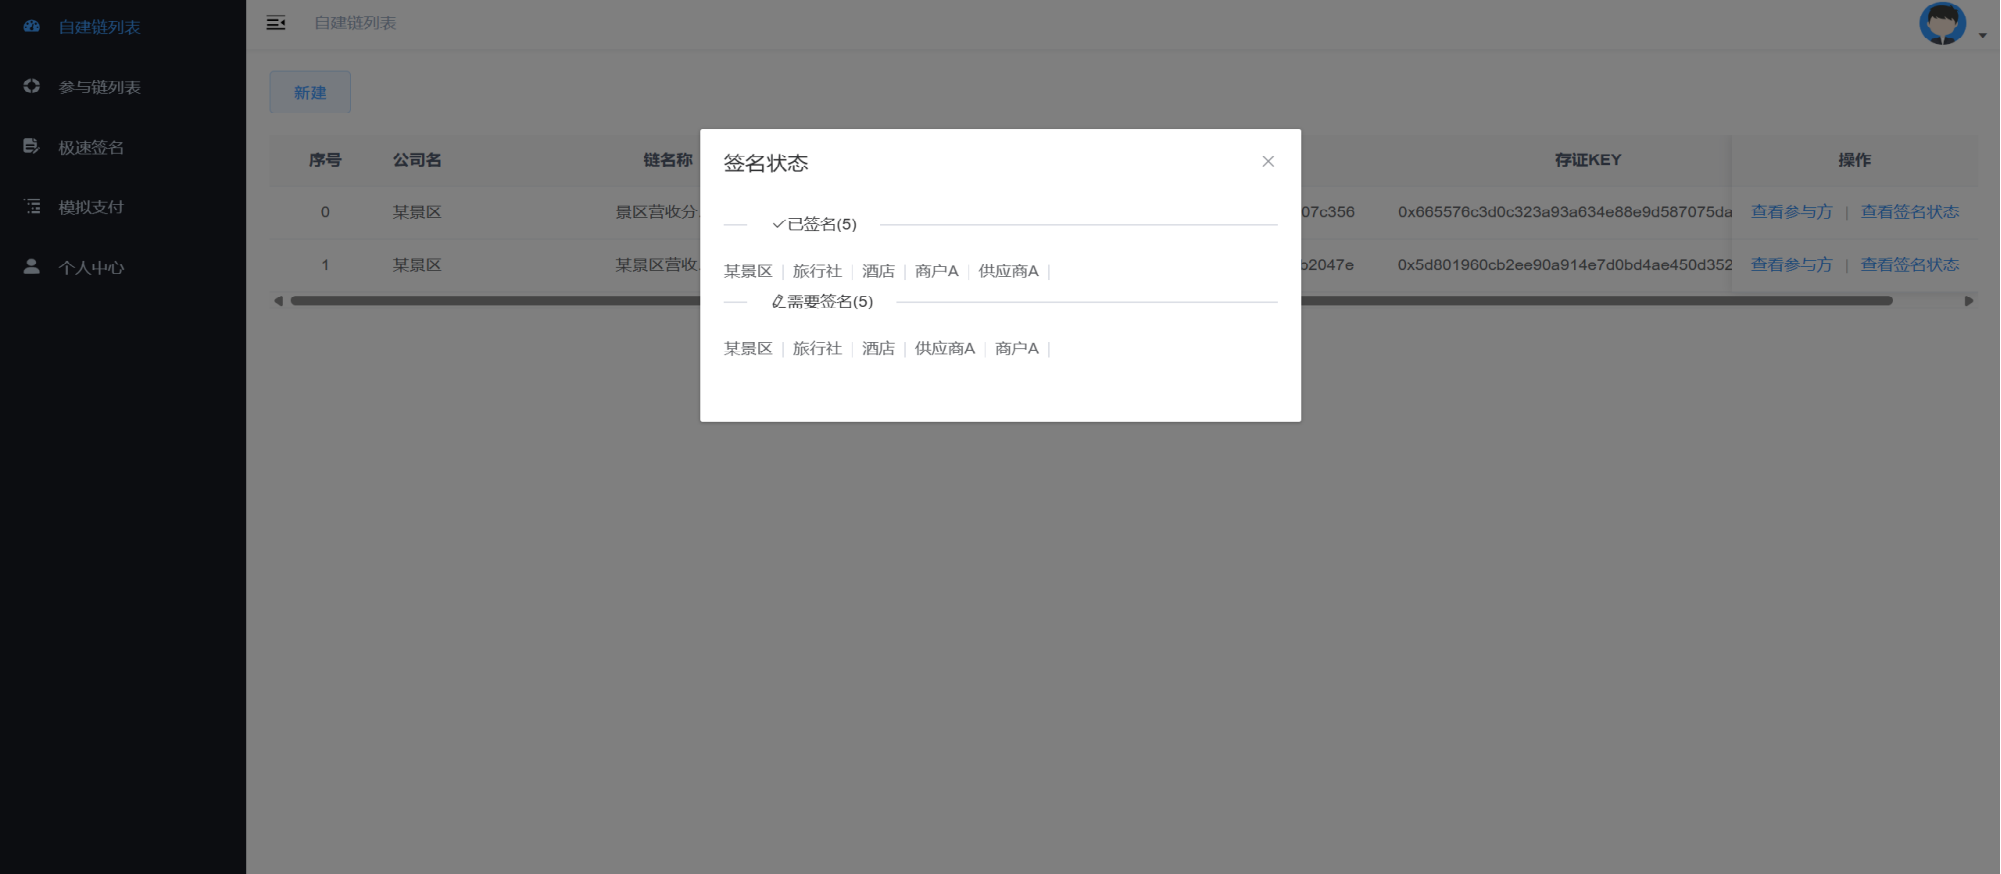 自建链列表
参与链列表
极速签名
模拟支付
个人中心
自建链列表
新建
序号 公司名 链名称 存证KEY 操作
0 某景区 景区营收分 07c356 0x665576c3d0c323a93a634e88e9d587075da 查看参与方 | 查看签名状态
1 某景区 某景区营收 b2047e 0x5d801960cb2ee90a914e7d0bd4ae450d352 查看参与方 | 查看签名状态
签名状态
已签名(5)
某景区 | 旅行社 | 酒店 | 商户A | 供应商A |
需要签名(5)
某景区 | 旅行社 | 酒店 | 供应商A | 商户A |